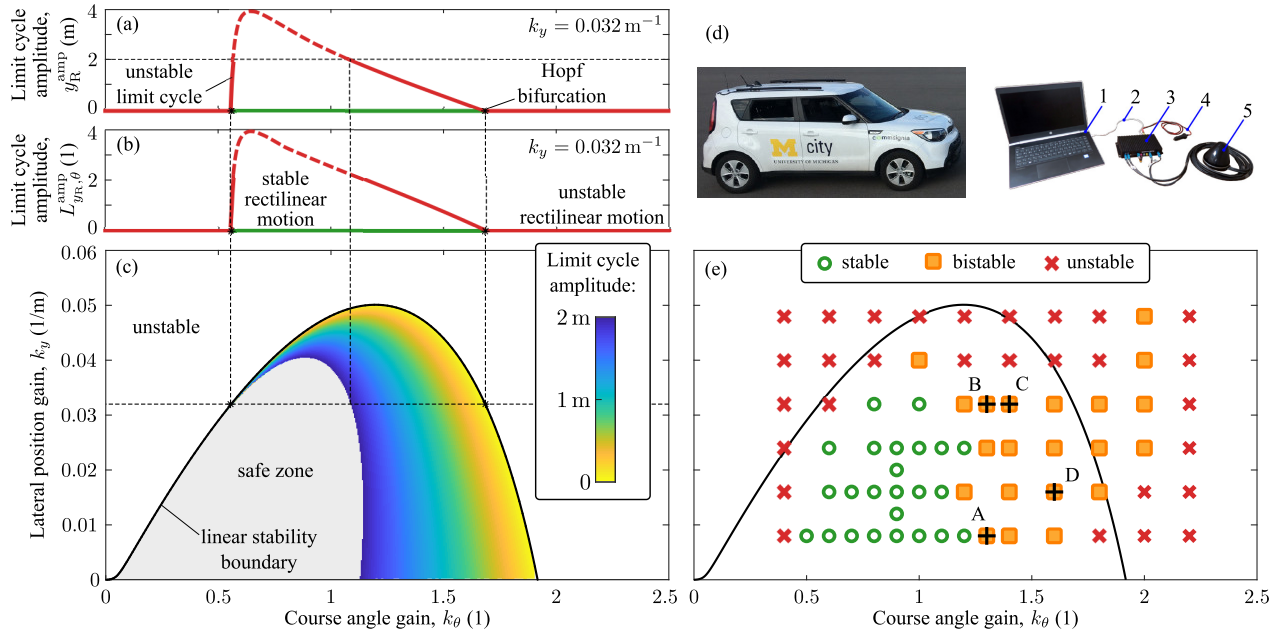 (a)
k_y = 0.032 m⁻¹
Limit cycle
amplitude,
y_R^amp (m)
4
2
0
unstable
limit cycle
Hopf
bifurcation
(b)
k_y = 0.032 m⁻¹
Limit cycle
amplitude,
L_{y_R,θ}^amp (1)
4
2
0
stable
rectilinear
motion
unstable
rectilinear motion
(c)
Lateral position gain, k_y (1/m)
0.06
0.05
0.04
0.03
0.02
0.01
0
unstable
safe zone
linear stability
boundary
Limit cycle
amplitude:
2 m
1 m
0
0 0.5 1 1.5 2 2.5
Course angle gain, k_θ (1)
(d)
M city
UNIVERSITY OF MICHIGAN
1 2 3 4 5
(e)
stable bistable unstable
B C
D
A
0 0.5 1 1.5 2 2.5
Course angle gain, k_θ (1)